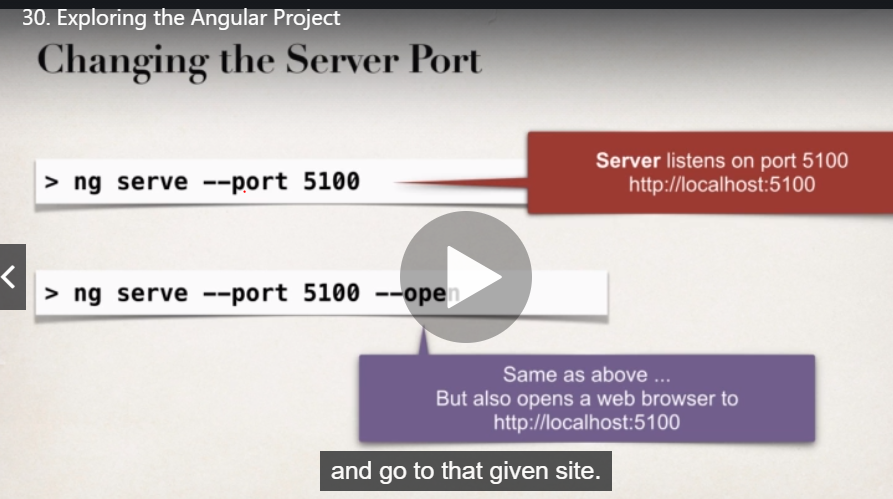 30. Exploring the Angular Project
Changing the Server Port
> ng serve --port 5100
Server listens on port 5100
http://localhost:5100
> ng serve --port 5100 --open
Same as above ...
But also opens a web browser to
http://localhost:5100
and go to that given site.